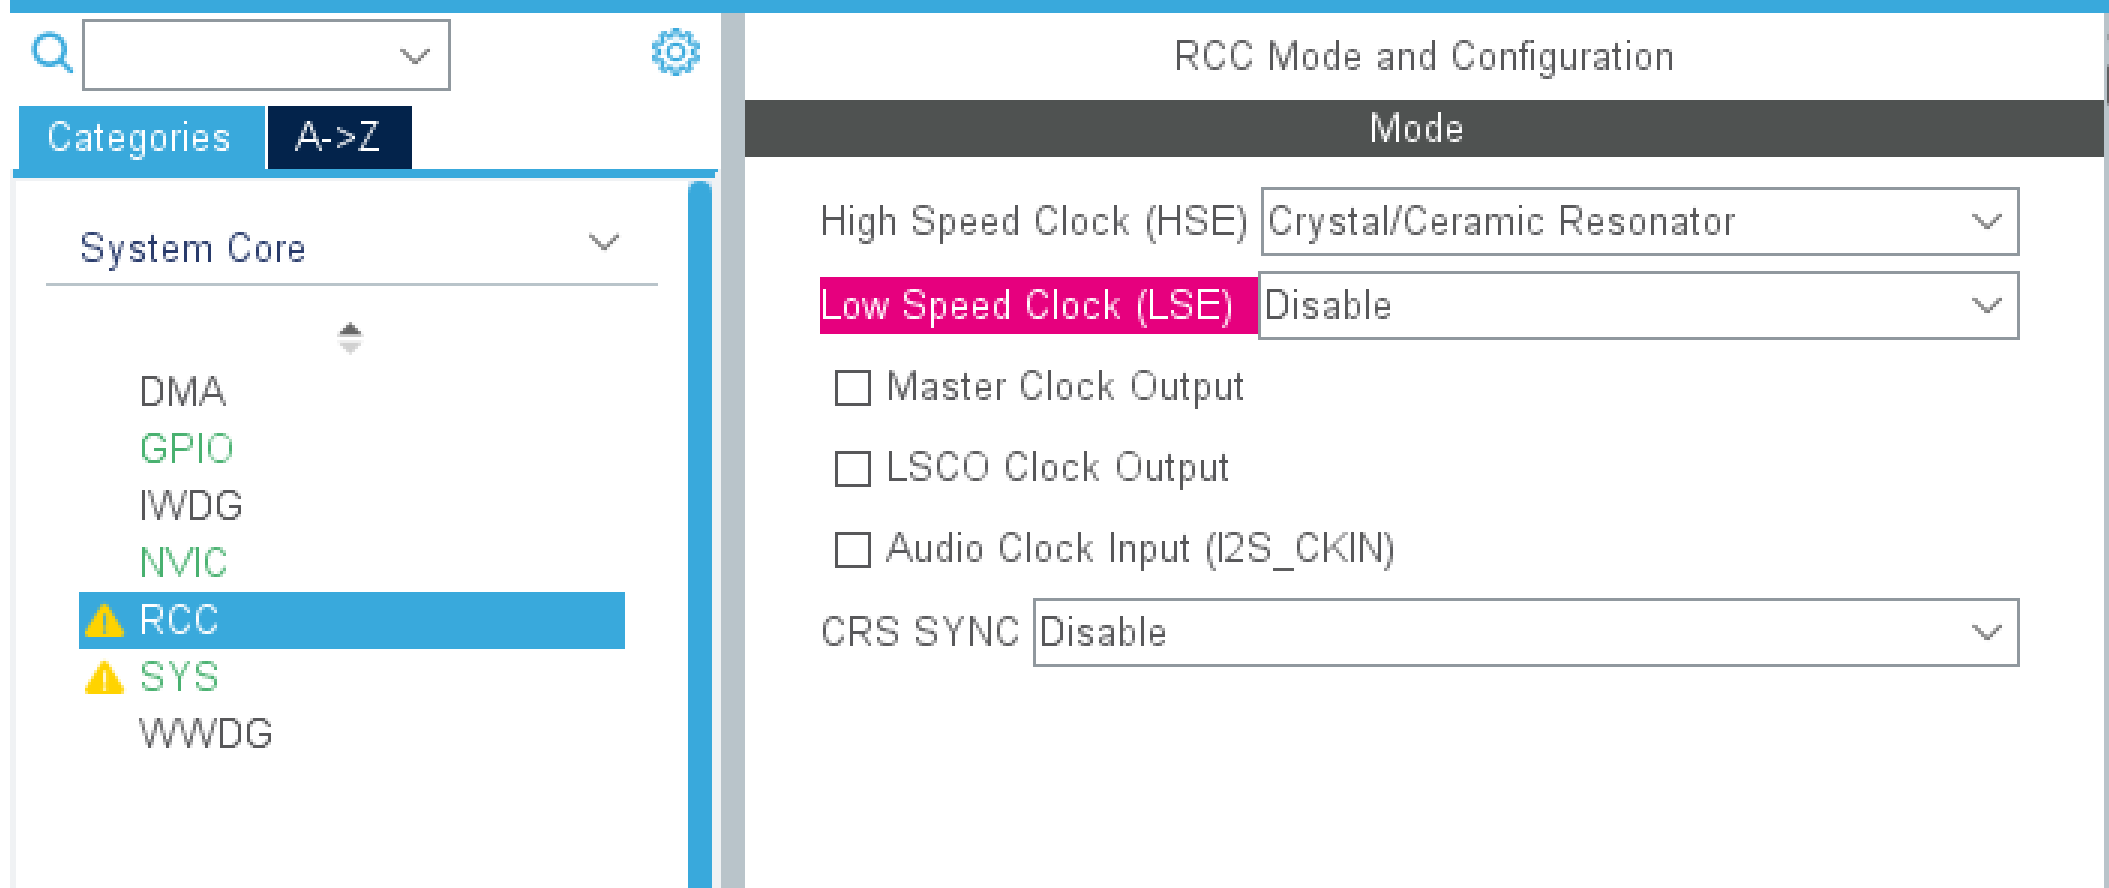 Categories
A->Z
System Core
DMA
GPIO
IWDG
NVIC
RCC
SYS
WWDG
RCC Mode and Configuration
Mode
High Speed Clock (HSE) Crystal/Ceramic Resonator
Low Speed Clock (LSE) Disable
Master Clock Output
LSCO Clock Output
Audio Clock Input (I2S_CKIN)
CRS SYNC Disable